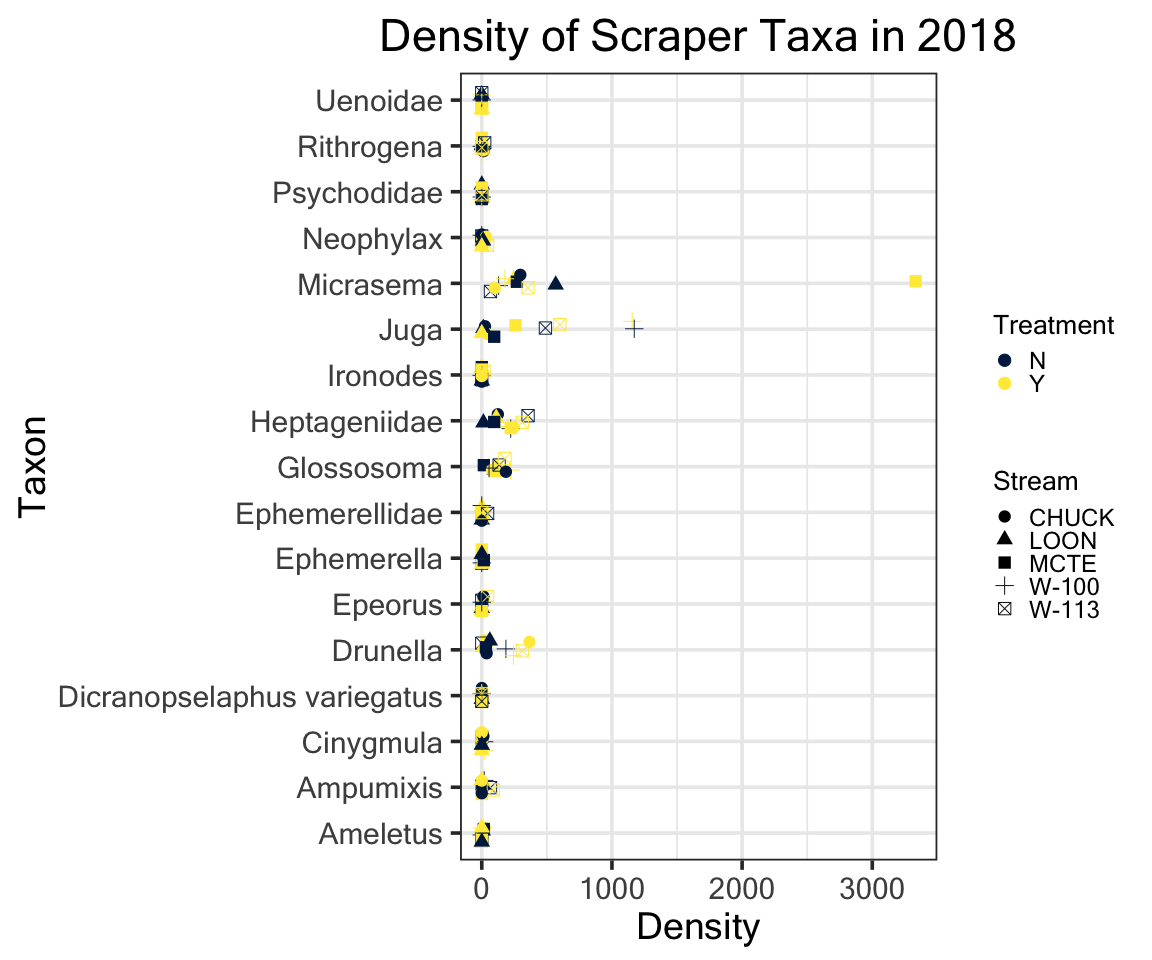 Density of Scraper Taxa in 2018
Taxon
Uenoidae
Rithrogena
Psychodidae
Neophylax
Micrasema
Juga
Ironodes
Heptageniidae
Glossosoma
Ephemerellidae
Ephemerella
Epeorus
Drunella
Dicranopselaphus variegatus
Cinygmula
Ampumixis
Ameletus
0 1000 2000 3000
Density
Treatment
N
Y
Stream
CHUCK
LOON
MCTE
W-100
W-113